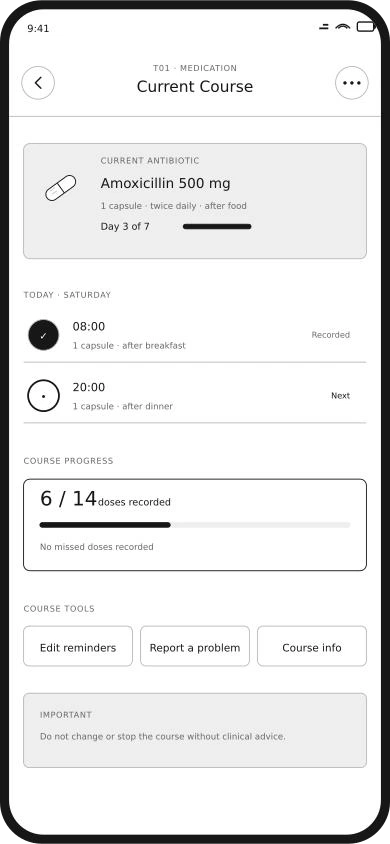 9:41
T01 · MEDICATION
Current Course
CURRENT ANTIBIOTIC
Amoxicillin 500 mg
1 capsule · twice daily · after food
Day 3 of 7
TODAY · SATURDAY
08:00
1 capsule · after breakfast
Recorded
20:00
1 capsule · after dinner
Next
COURSE PROGRESS
6 / 14 doses recorded
No missed doses recorded
COURSE TOOLS
Edit reminders
Report a problem
Course info
IMPORTANT
Do not change or stop the course without clinical advice.